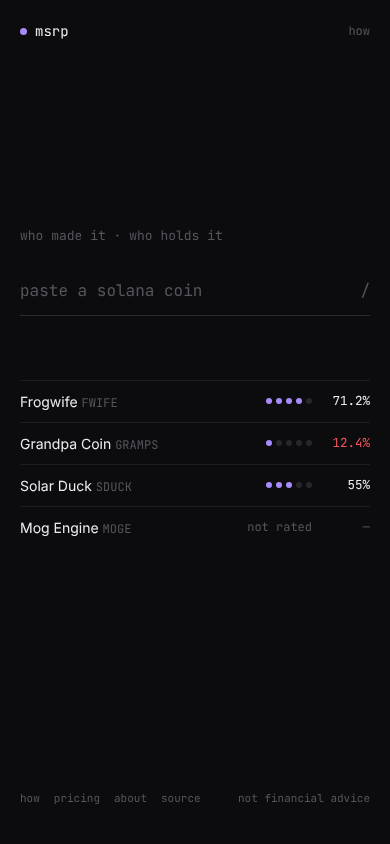 msrp how
who made it · who holds it
paste a solana coin /
Frogwife FWIFE 71.2%
Grandpa Coin GRAMPS 12.4%
Solar Duck SDUCK 55%
Mog Engine MOGE not rated —
how pricing about source not financial advice